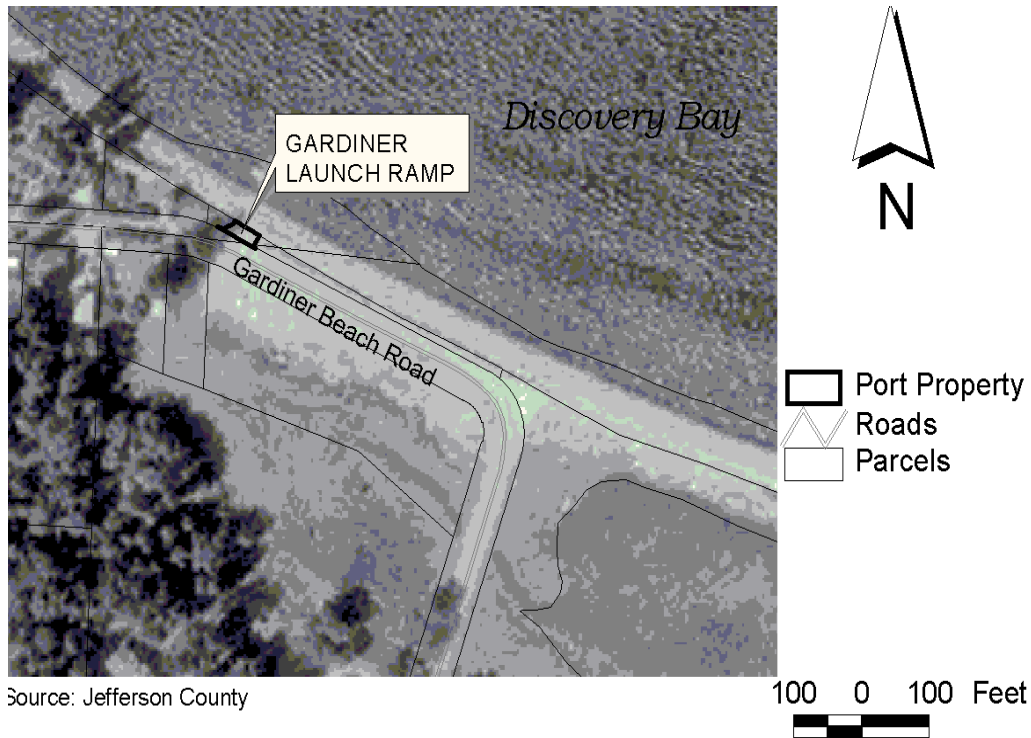 Discovery Bay
GARDINER
LAUNCH RAMP
Gardiner Beach Road
N
Port Property
Roads
Parcels
Source: Jefferson County
100 0 100 Feet